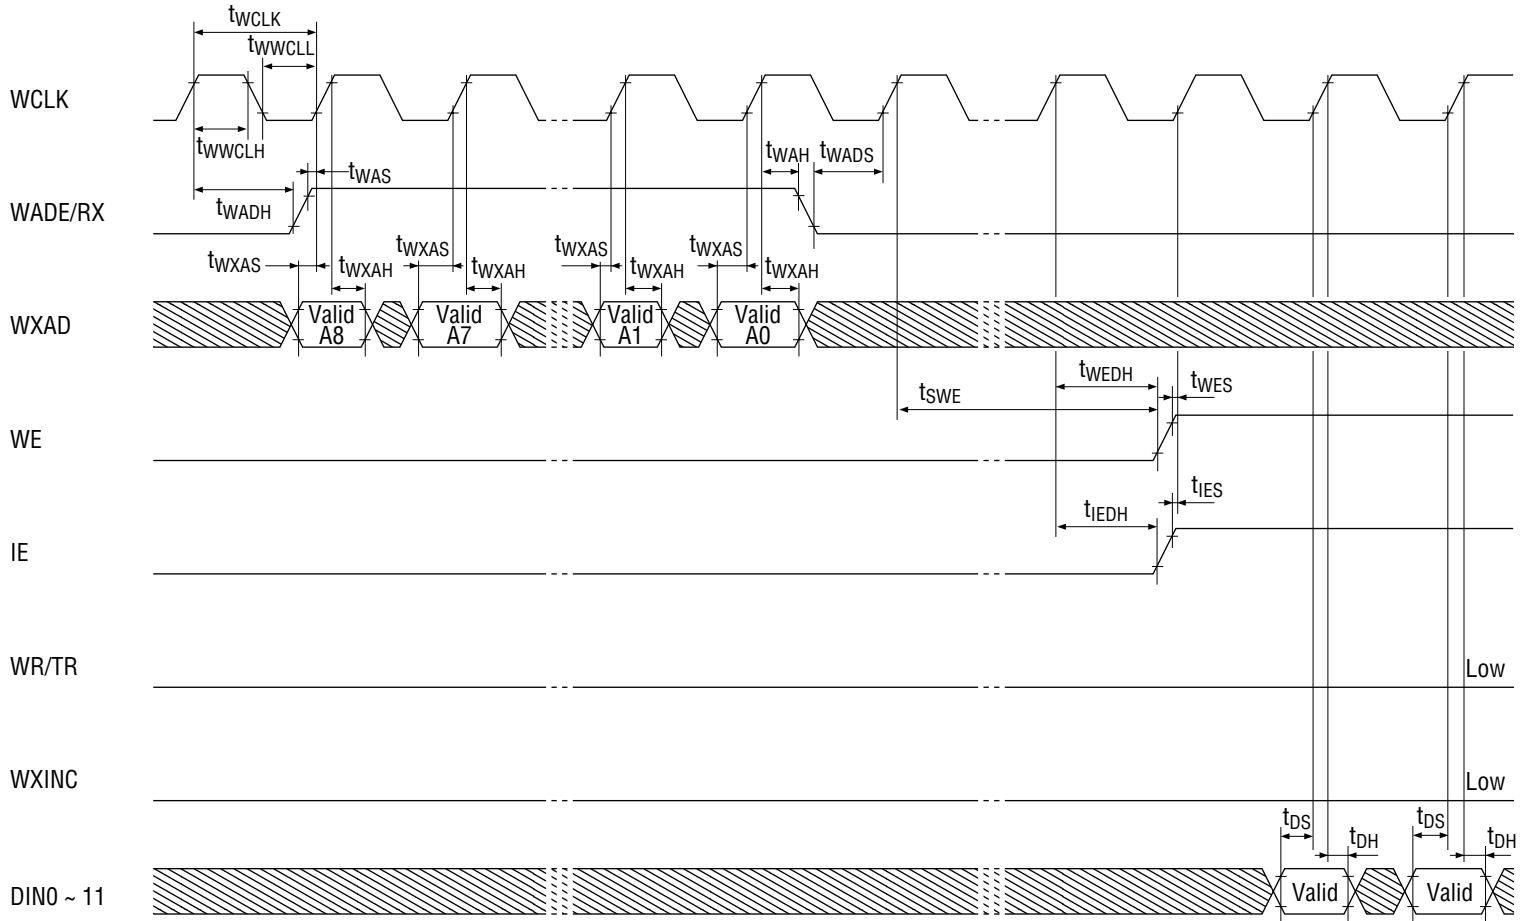 tWCLK
tWWCLL
WCLK
tWWCLH
tWAS
tWAH tWADS
WADE/RX
tWADH
tWXAS tWXAH tWXAS tWXAH tWXAS tWXAH tWXAS tWXAH
WXAD
Valid A8
Valid A7
Valid A1
Valid A0
tWEDH
tSWE
tWES
WE
tIES
tIEDH
IE
WR/TR
Low
WXINC
Low
tDS tDH tDS tDH
DIN0 ~ 11
Valid Valid